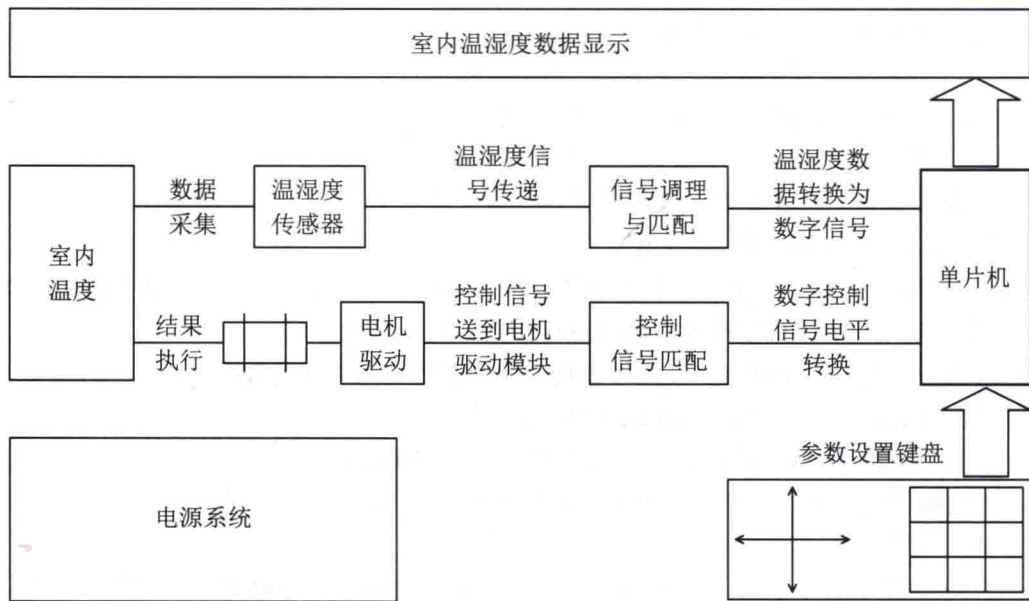 室内温湿度数据显示
室内
温度
数据
采集
温湿度
传感器
温湿度信
号传递
信号调理
与匹配
温湿度数
据转换为
数字信号
单片机
结果
执行
电机
驱动
控制信号
送到电机
驱动模块
控制
信号匹配
数字控制
信号电平
转换
电源系统
参数设置键盘